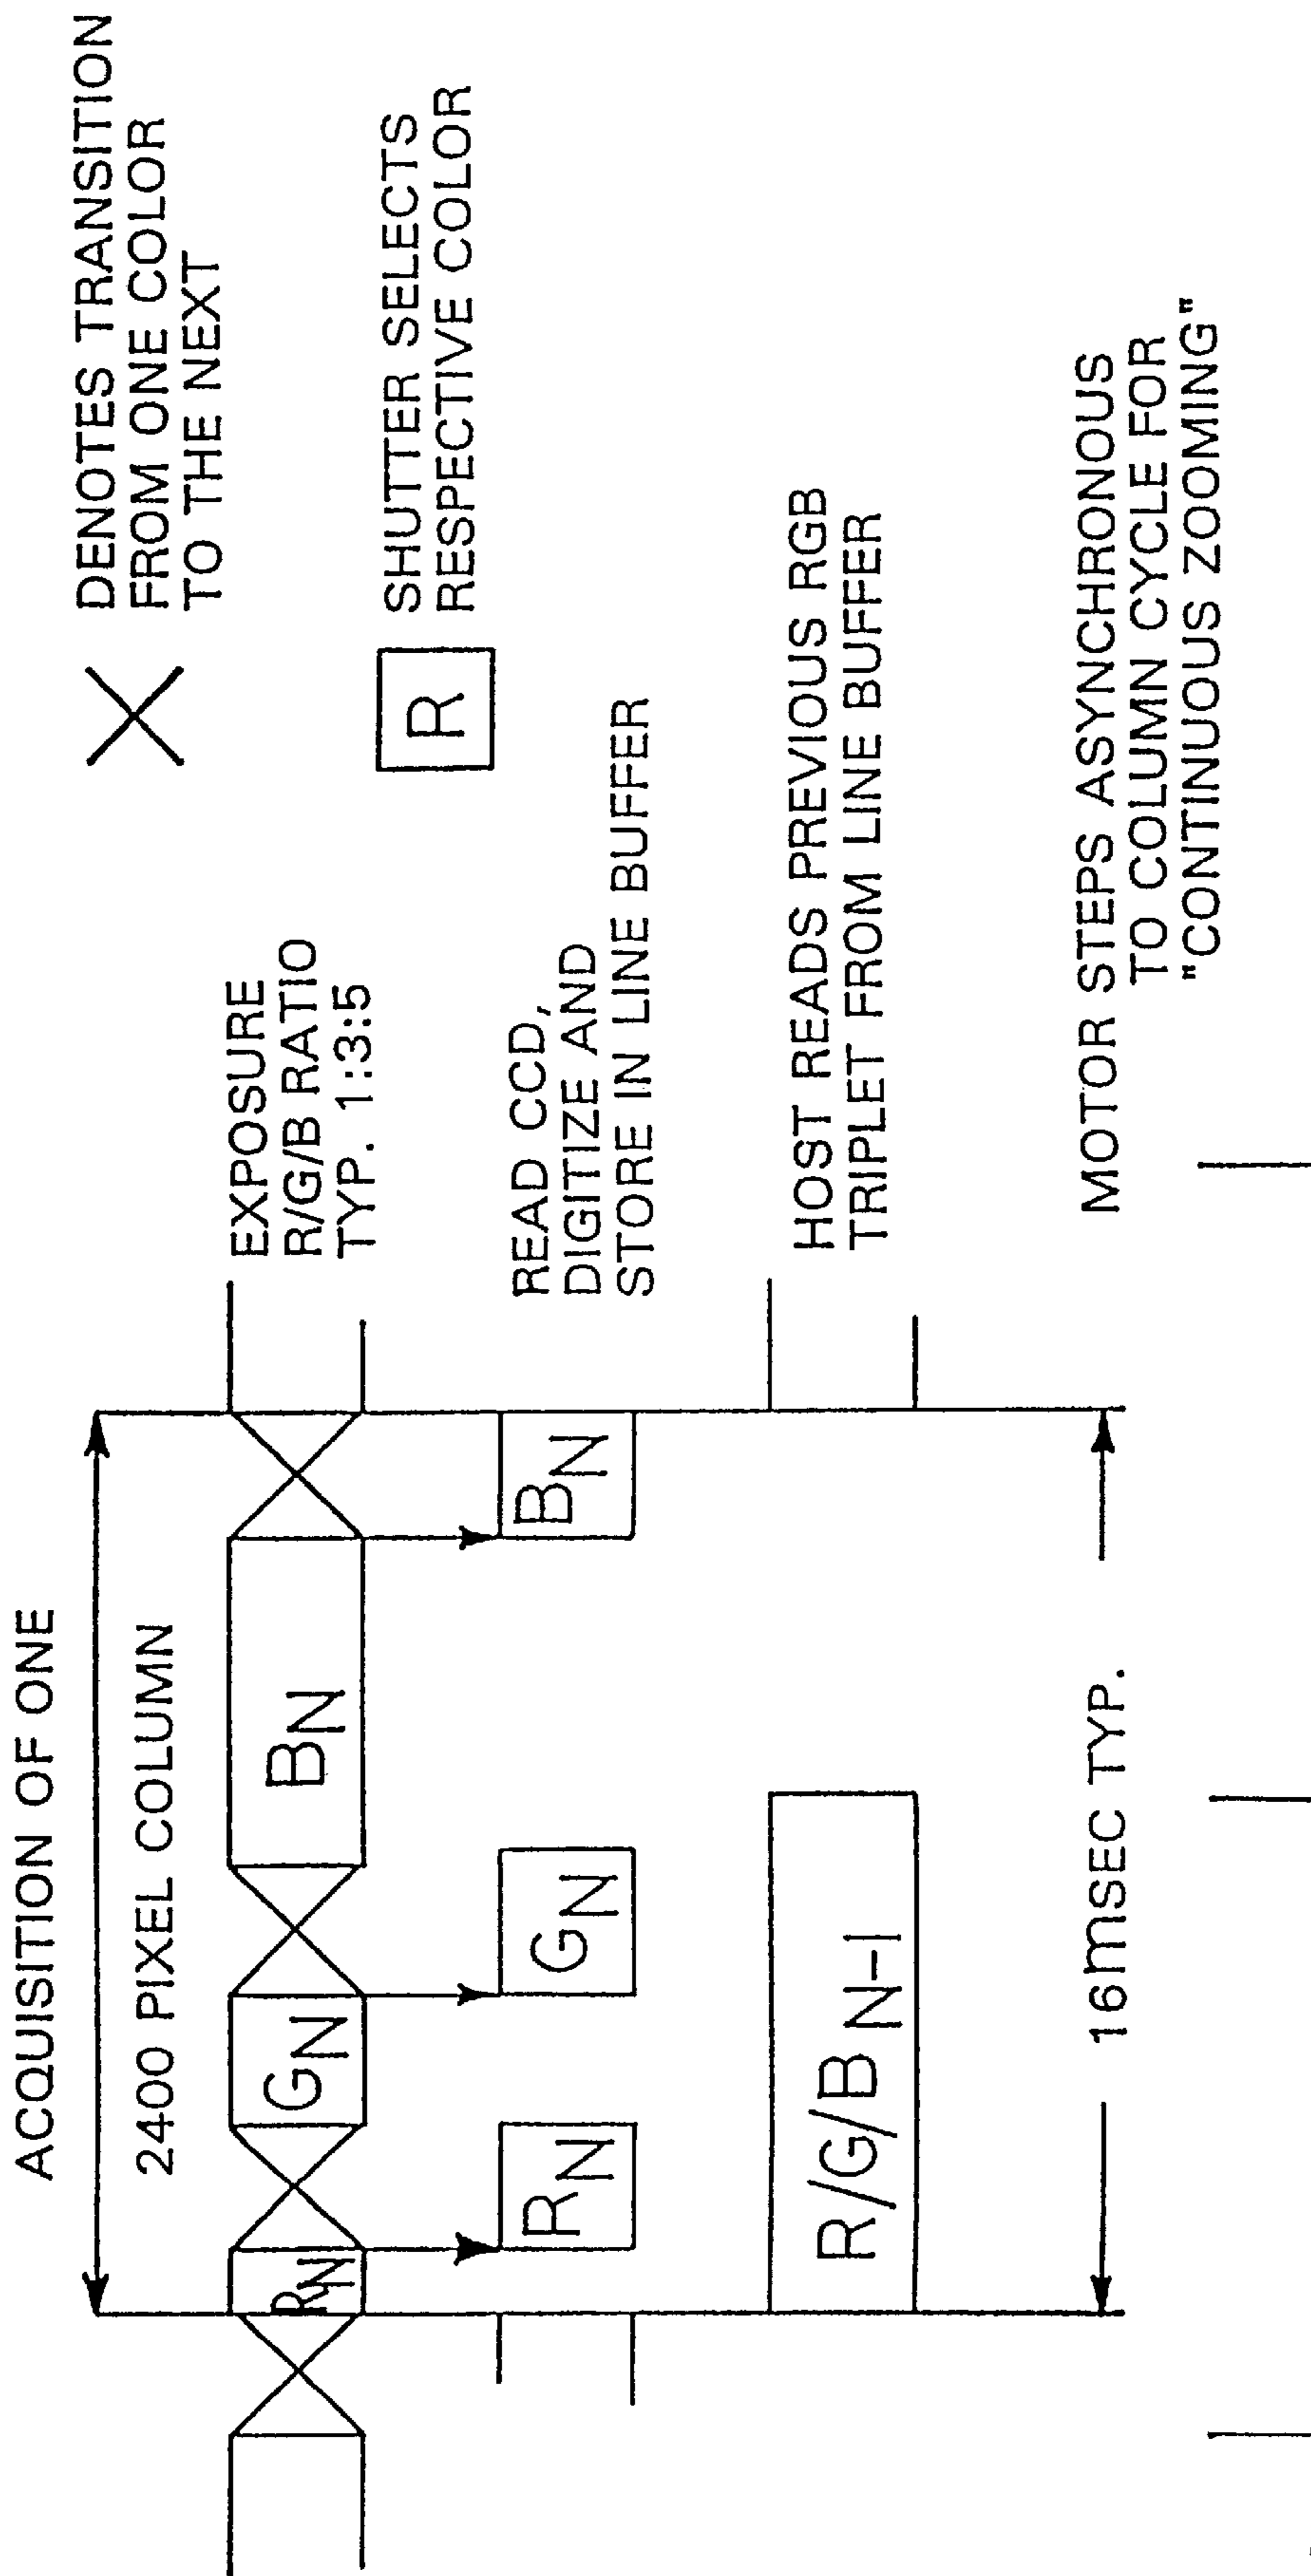 ACQUISITION OF ONE
2400 PIXEL COLUMN
DENOTES TRANSITION
FROM ONE COLOR
TO THE NEXT
R
SHUTTER SELECTS
RESPECTIVE COLOR
RN
GN
BN
EXPOSURE
R/G/B RATIO
TYP. 1:3:5
RN
GN
BN
READ CCD,
DIGITIZE AND
STORE IN LINE BUFFER
R/G/B N-1
HOST READS PREVIOUS RGB
TRIPLET FROM LINE BUFFER
16mSEC TYP.
MOTOR STEPS ASYNCHRONOUS
TO COLUMN CYCLE FOR
"CONTINUOUS ZOOMING"